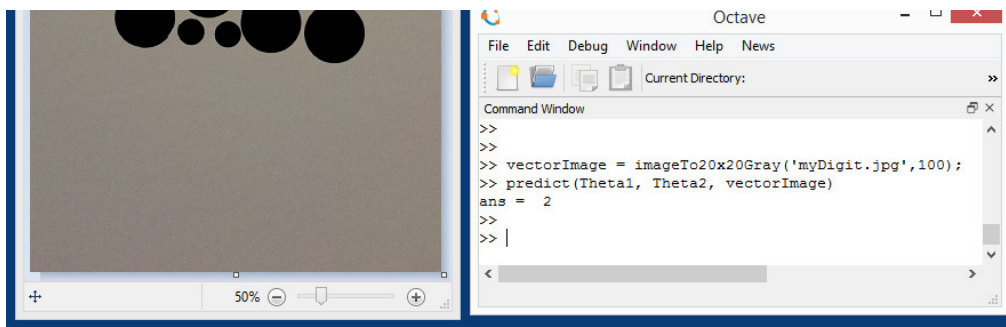 Octave
File Edit Debug Window Help News
Current Directory:
»
Command Window
>>
>>
>> vectorImage = imageTo20x20Gray('myDigit.jpg',100);
>> predict(Theta1, Theta2, vectorImage)
ans =  2
>>
>>
50%